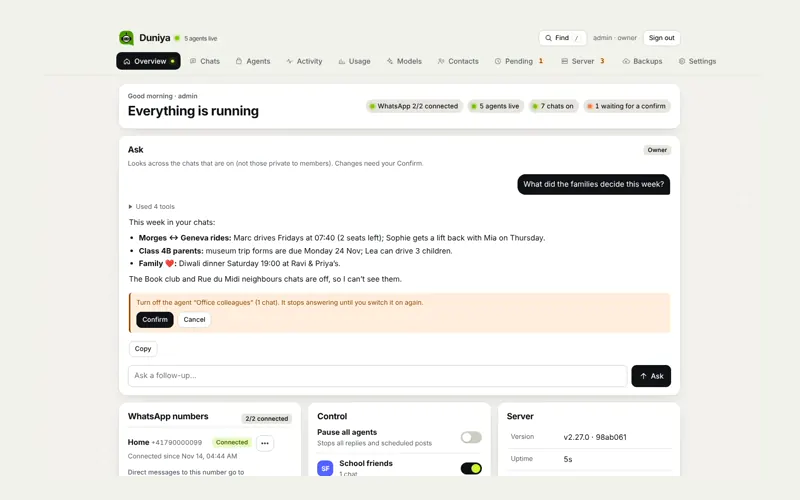 Duniya 5 agents live
Find / admin · owner Sign out
Overview Chats Agents Activity Usage Models Contacts Pending 1 Server 3 Backups Settings
Good morning · admin
Everything is running
WhatsApp 2/2 connected 5 agents live 7 chats on 1 waiting for a confirm
Ask Owner
Looks across the chats that are on (not those private to members). Changes need your Confirm.
What did the families decide this week?
▶ Used 4 tools
This week in your chats:
• Morges ↔ Geneva rides: Marc drives Fridays at 07:40 (2 seats left); Sophie gets a lift back with Mia on Thursday.
• Class 4B parents: museum trip forms are due Monday 24 Nov; Lea can drive 3 children.
• Family ❤️: Diwali dinner Saturday 19:00 at Ravi & Priya's.
The Book club and Rue du Midi neighbours chats are off, so I can't see them.
Turn off the agent “Office colleagues” (1 chat). It stops answering until you switch it on again.
Confirm Cancel
Copy
Ask a follow-up...
↑ Ask
WhatsApp numbers 2/2 connected
Home +41790000099 Connected •••
Connected since Nov 14, 04:44 AM
Direct messages to this number go to
Control
Pause all agents
Stops all replies and scheduled posts
SF School friends
1 chat
Server
Version v2.27.0 · 98ab061
Uptime 5s